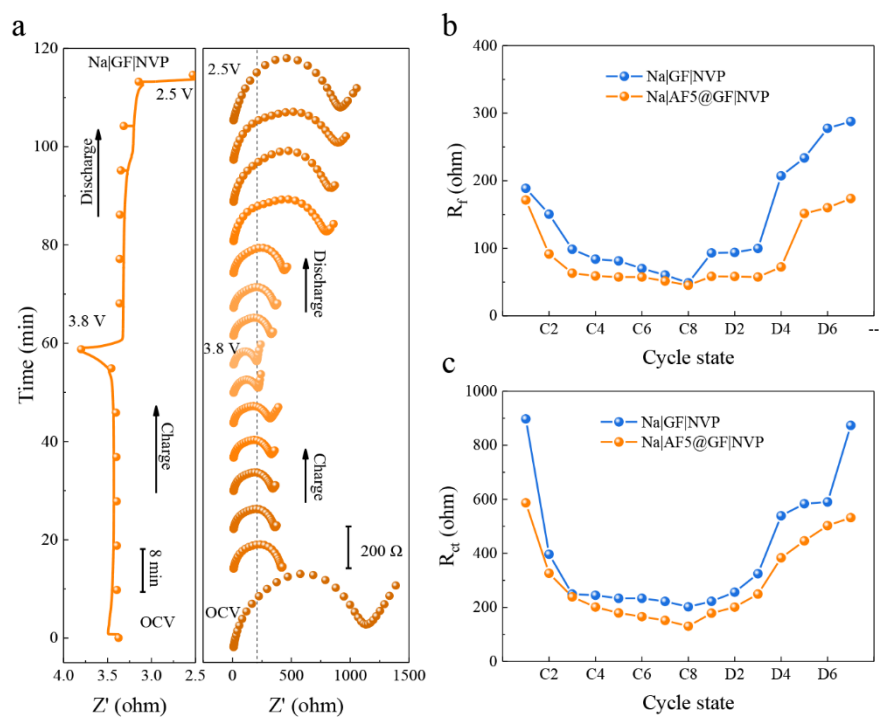 a
120
100
80
60
40
20
0
Time (min)
Na|GF|NVP
2.5 V
Discharge
3.8 V
Charge
8 min
OCV
4.0 3.5 3.0 2.5
Z' (ohm)
2.5V
Discharge
3.8 V
Charge
200 Ω
OCV
0 500 1000 1500
Z' (ohm)
b
400
300
200
100
0
R_f (ohm)
Na|GF|NVP
Na|AF5@GF|NVP
C2 C4 C6 C8 D2 D4 D6 --
Cycle state
c
1000
800
600
400
200
0
R_ct (ohm)
Na|GF|NVP
Na|AF5@GF|NVP
C2 C4 C6 C8 D2 D4 D6
Cycle state